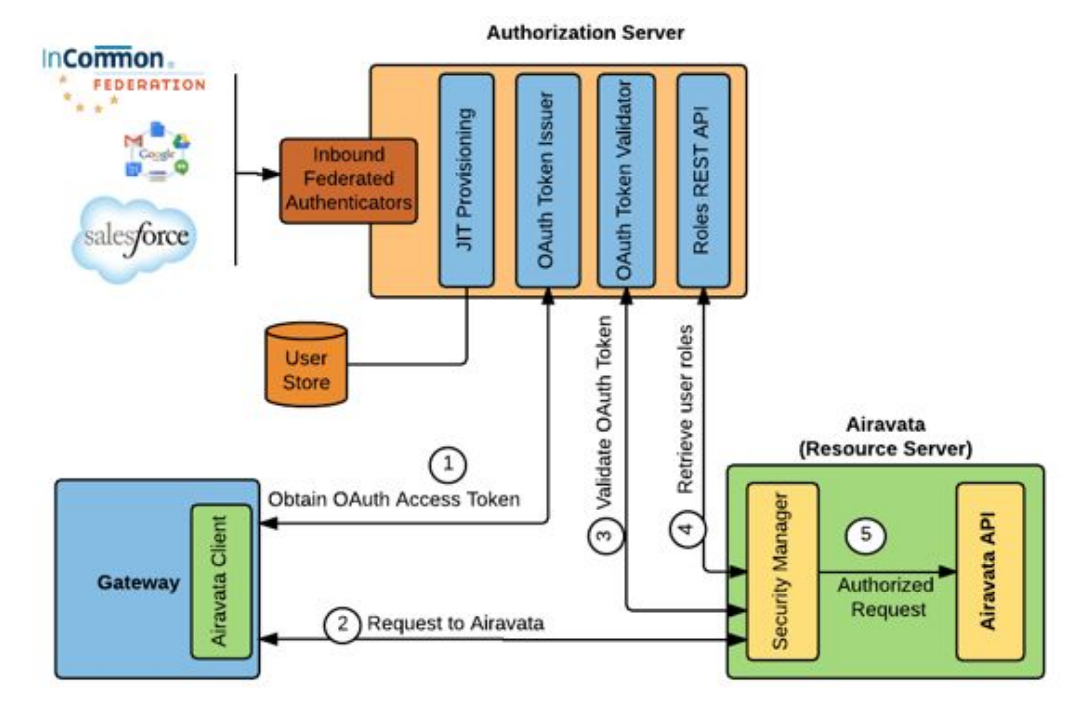 Authorization Server
InCommon®
FEDERATION
Google
salesforce
Inbound
Federated
Authenticators
JIT Provisioning
OAuth Token Issuer
OAuth Token Validator
Roles REST API
User
Store
1
Obtain OAuth Access Token
3
Validate OAuth Token
4
Retrieve user roles
Airavata
(Resource Server)
Gateway
Airavata Client
2
Request to Airavata
Security Manager
5
Authorized
Request
Airavata API